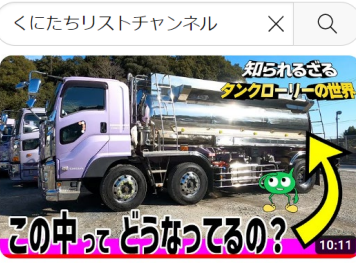 くにたちリストチャンネル
知られるざる
タンクローリーの世界
この中って どうなってるの？
10:11